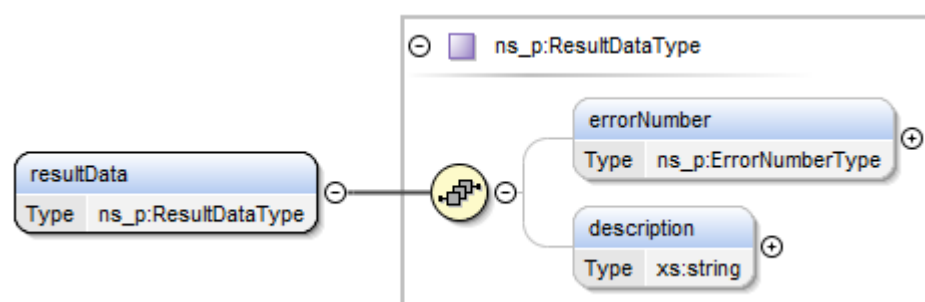 ns_p:ResultDataType
errorNumber
Type ns_p:ErrorNumberType
resultData
Type ns_p:ResultDataType
description
Type xs:string